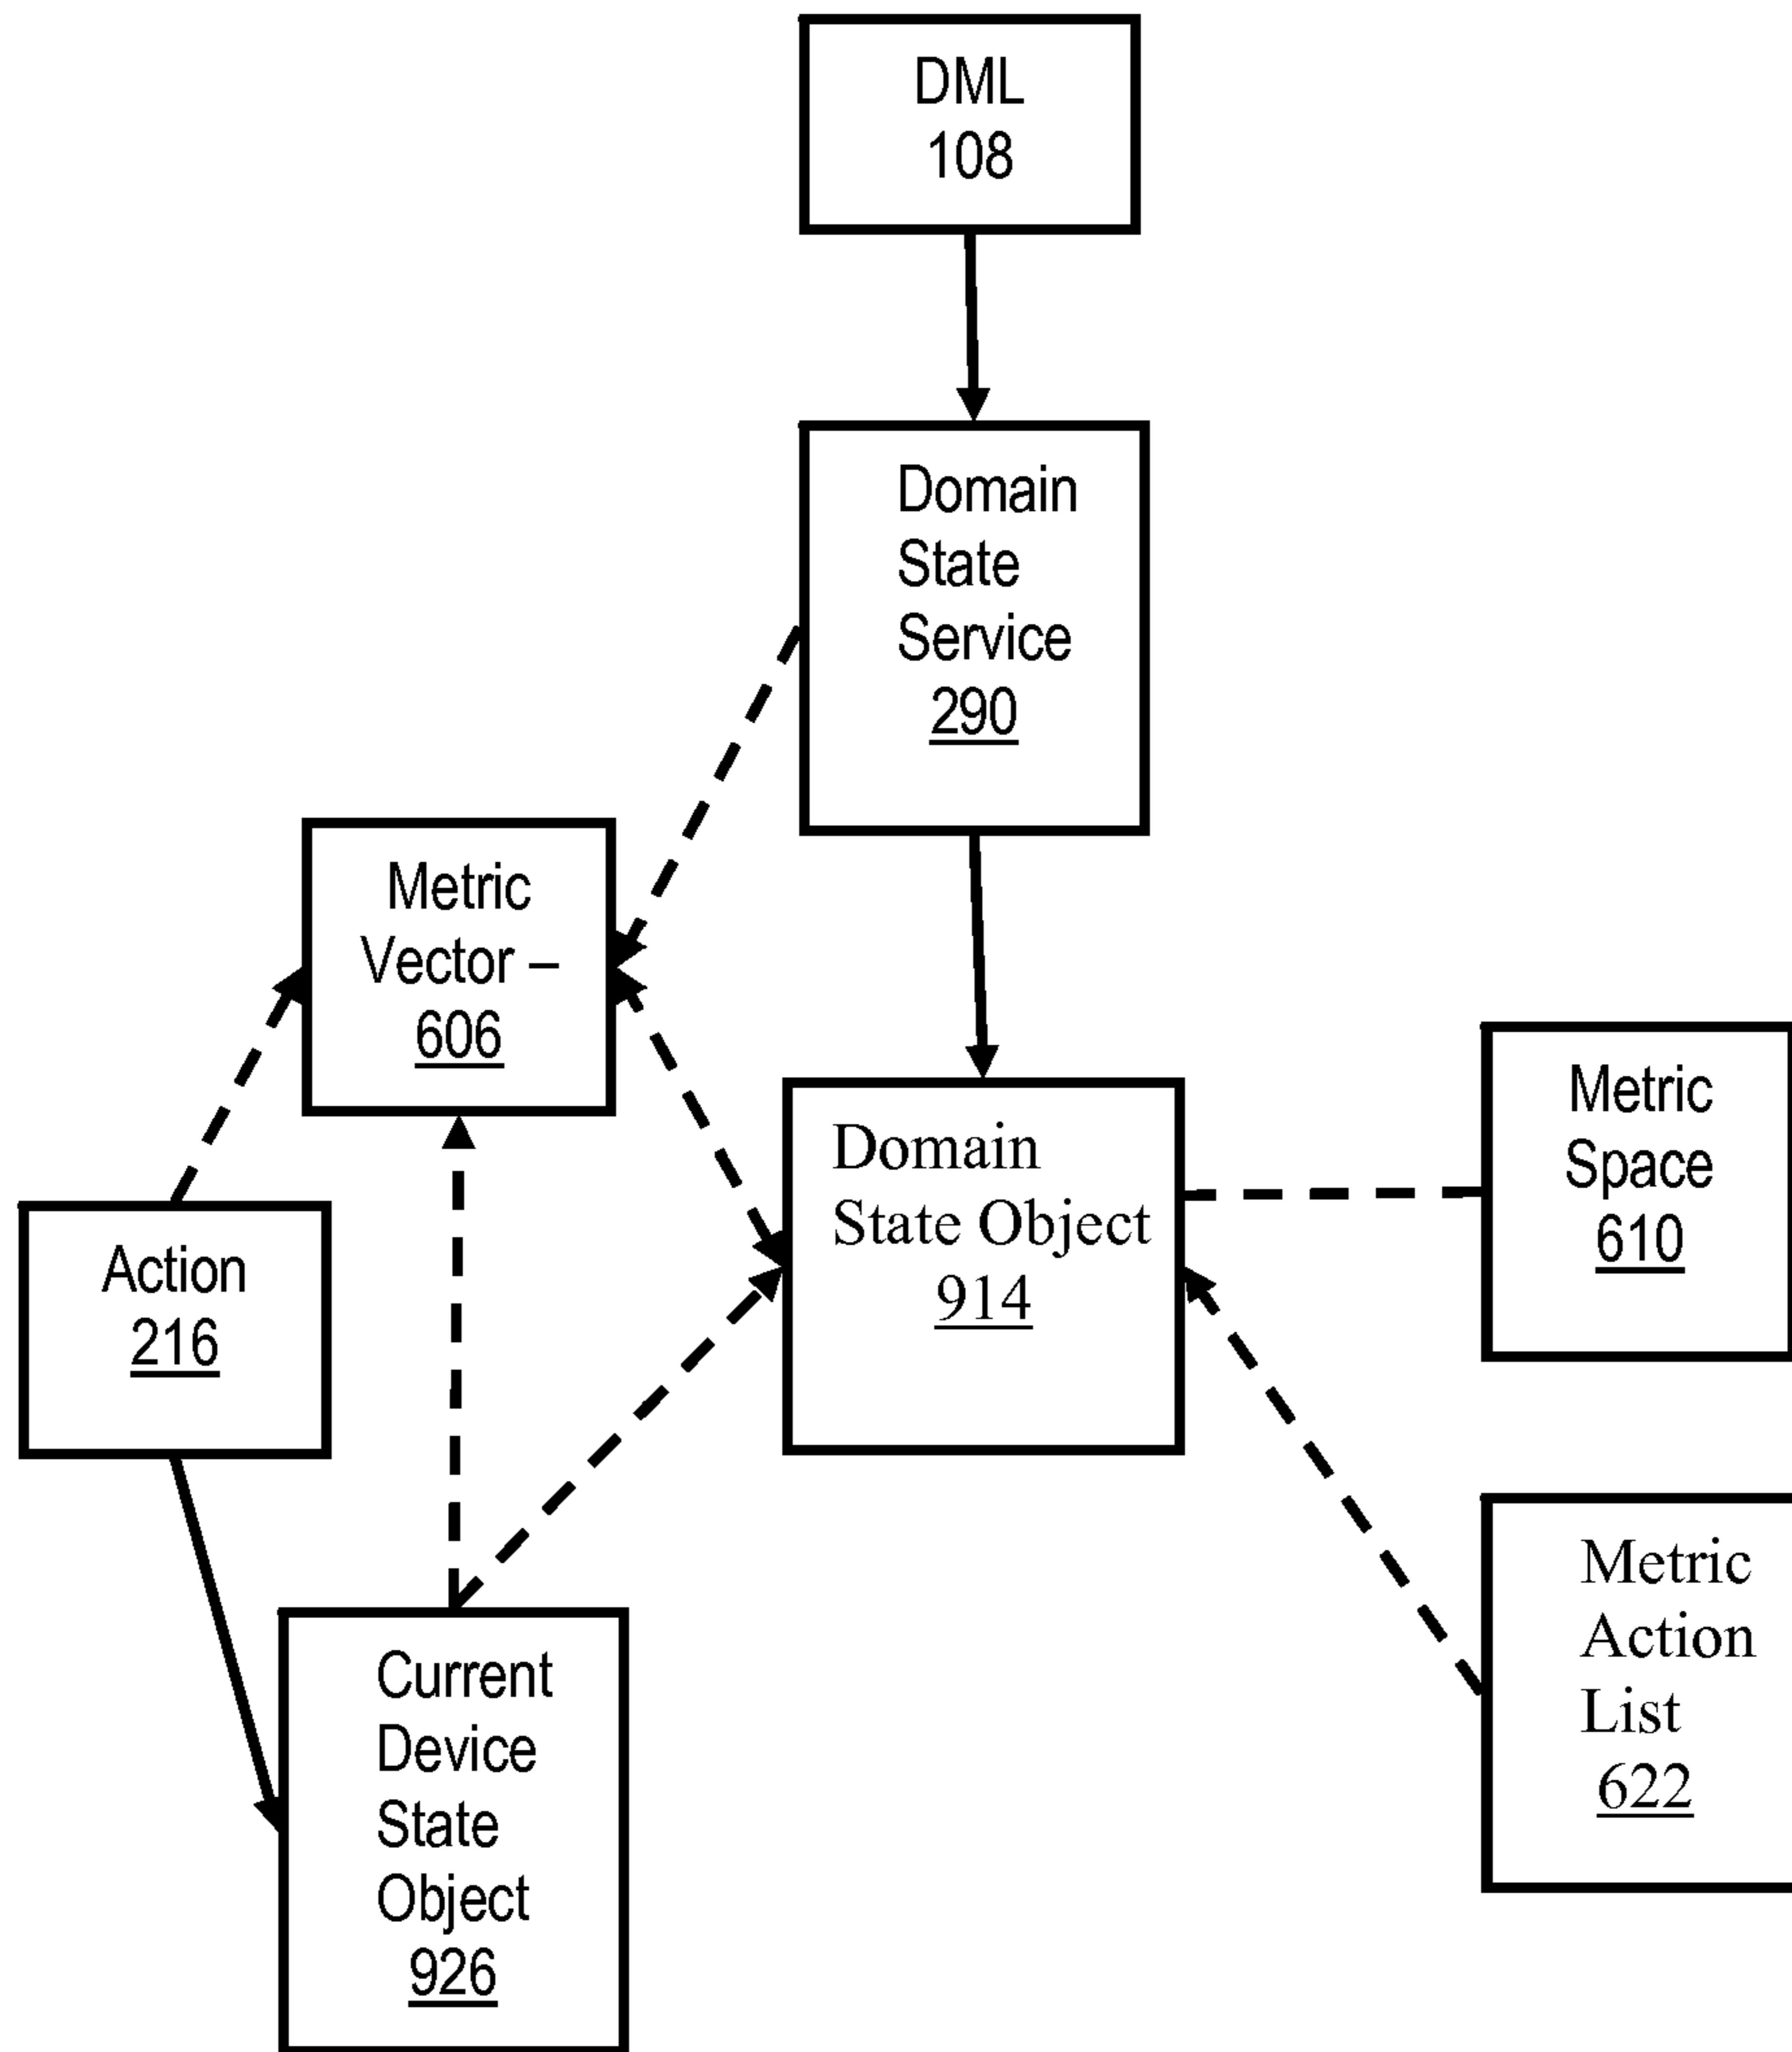 DML
108
Domain
State
Service
290
Metric
Vector –
606
Domain
State Object
914
Metric
Space
610
Action
216
Metric
Action
List
622
Current
Device
State
Object
926